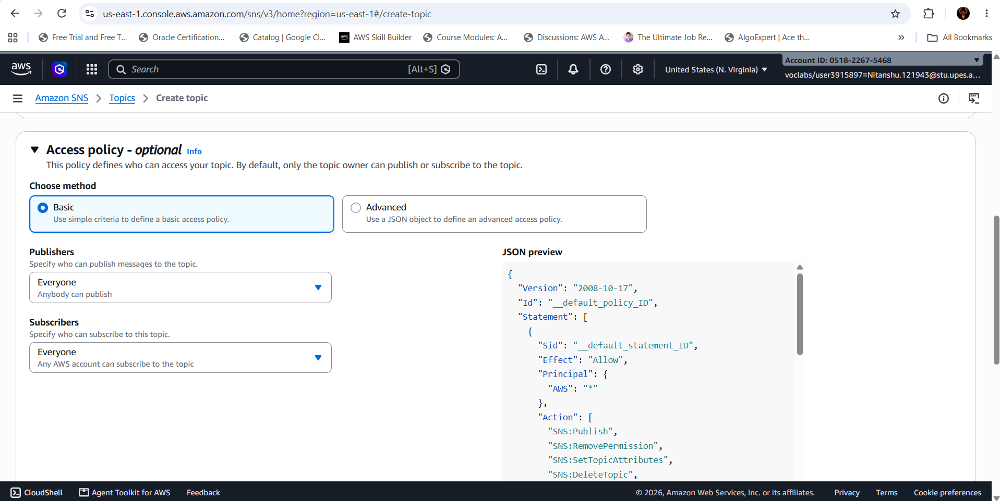 us-east-1.console.aws.amazon.com/sns/v3/home?region=us-east-1#/create-topic
Free Trial and Free T...
Oracle Certification...
Catalog | Google Cl...
aws
AWS Skill Builder
Course Modules: A...
Discussions: AWS A...
The Ultimate Job Re...
AlgoExpert | Ace th...
»
All Bookmarks
aws
Search
[Alt+S]
United States (N. Virginia)
Account ID: 0518-2267-5468
voclabs/user3915897=Nitanshu.121943@stu.upes.a...
Amazon SNS
Topics
Create topic
Access policy - optional Info
This policy defines who can access your topic. By default, only the topic owner can publish or subscribe to the topic.
Choose method
Basic
Use simple criteria to define a basic access policy.
Advanced
Use a JSON object to define an advanced access policy.
Publishers
Specify who can publish messages to the topic.
Everyone
Anybody can publish
Subscribers
Specify who can subscribe to this topic.
Everyone
Any AWS account can subscribe to the topic
JSON preview
{
"Version": "2008-10-17",
"Id": "__default_policy_ID",
"Statement": [
{
"Sid": "__default_statement_ID",
"Effect": "Allow",
"Principal": {
"AWS": "*"
},
"Action": [
"SNS:Publish",
"SNS:RemovePermission",
"SNS:SetTopicAttributes",
"SNS:DeleteTopic",
CloudShell
Agent Toolkit for AWS
Feedback
© 2026, Amazon Web Services, Inc. or its affiliates.
Privacy
Terms
Cookie preferences